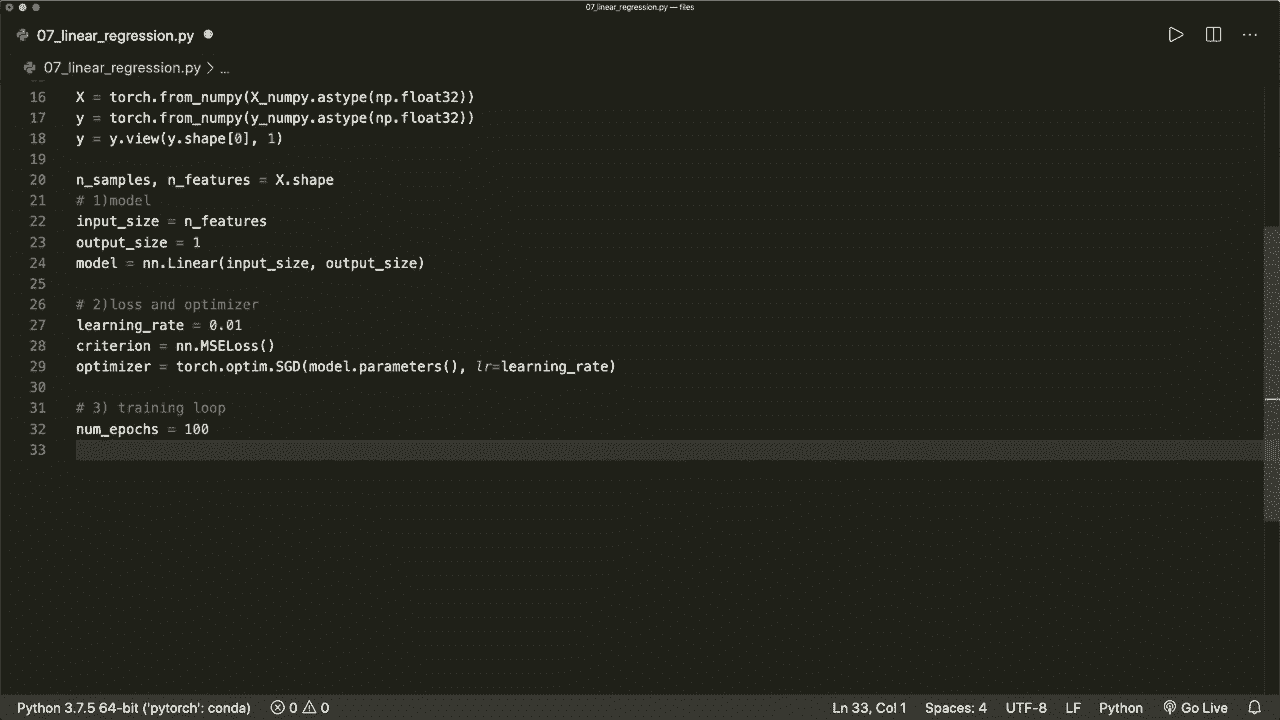 07_linear_regression.py — files
07_linear_regression.py
07_linear_regression.py > ...
16 X = torch.from_numpy(X_numpy.astype(np.float32))
17 y = torch.from_numpy(y_numpy.astype(np.float32))
18 y = y.view(y.shape[0], 1)
19
20 n_samples, n_features = X.shape
21 # 1)model
22 input_size = n_features
23 output_size = 1
24 model = nn.Linear(input_size, output_size)
25
26 # 2)loss and optimizer
27 learning_rate = 0.01
28 criterion = nn.MSELoss()
29 optimizer = torch.optim.SGD(model.parameters(), lr=learning_rate)
30
31 # 3) training loop
32 num_epochs = 100
33
Python 3.7.5 64-bit ('pytorch': conda) 0 0 Ln 33, Col 1 Spaces: 4 UTF-8 LF Python Go Live